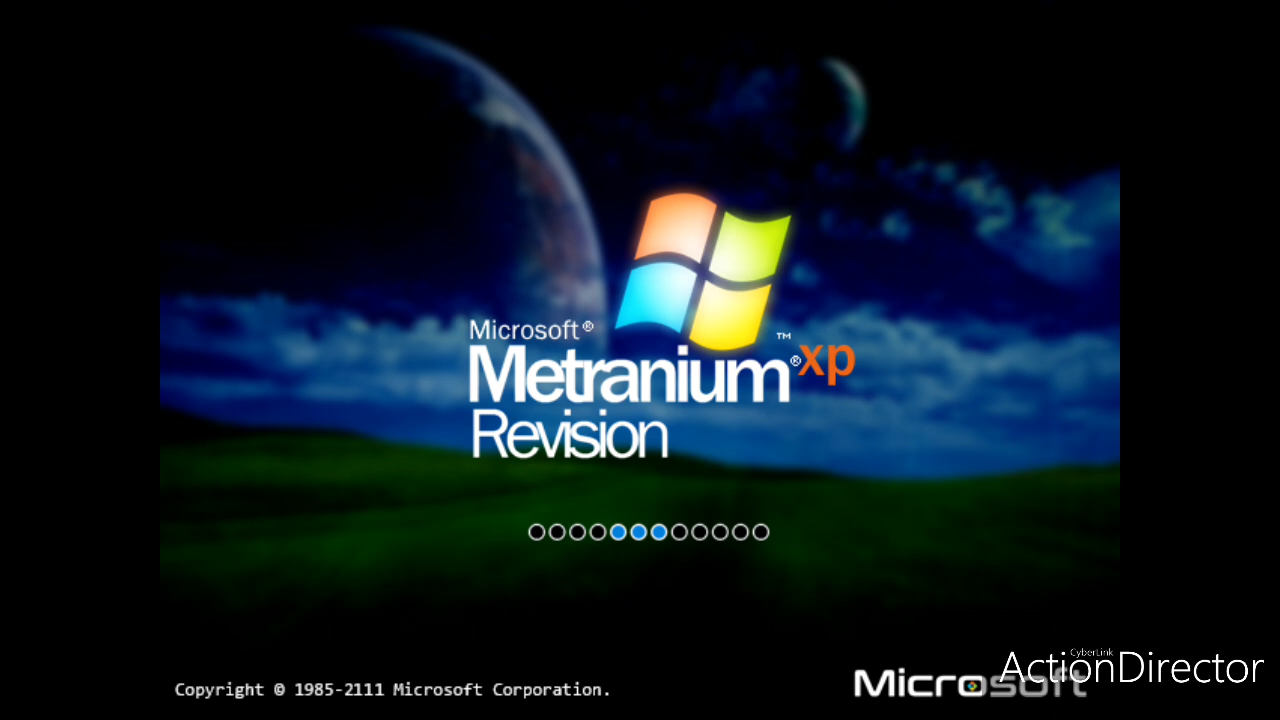 Microsoft®
Metranium®xp ™
Revision
Copyright © 1985-2111 Microsoft Corporation.
Microsoft
CyberLink
ActionDirector